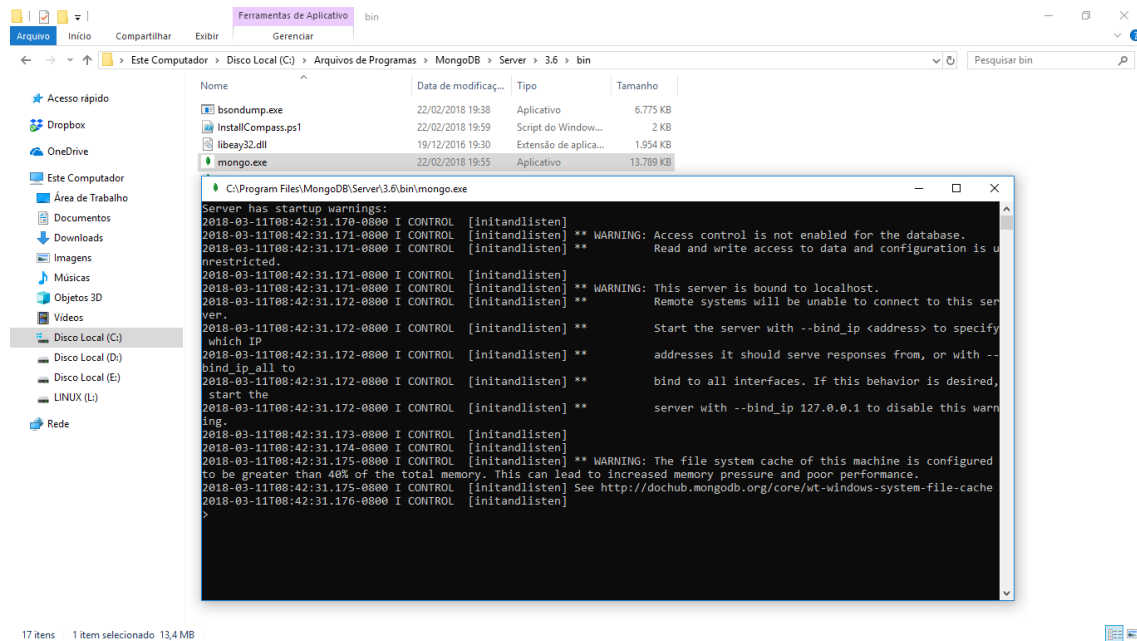 Ferramentas de Aplicativo bin
Arquivo Início Compartilhar Exibir Gerenciar
Este Computador > Disco Local (C:) > Arquivos de Programas > MongoDB > Server > 3.6 > bin
Pesquisar bin
Nome Data de modificaç... Tipo Tamanho
bsondump.exe 22/02/2018 19:38 Aplicativo 6.775 KB
InstallCompass.ps1 22/02/2018 19:59 Script do Window... 2 KB
libeay32.dll 19/12/2016 19:30 Extensão de aplica... 1.954 KB
mongo.exe 22/02/2018 19:55 Aplicativo 13.789 KB
Acesso rápido
Dropbox
OneDrive
Este Computador
Área de Trabalho
Documentos
Downloads
Imagens
Músicas
Objetos 3D
Vídeos
Disco Local (C:)
Disco Local (D:)
Disco Local (E:)
LINUX (L:)
Rede
C:\Program Files\MongoDB\Server\3.6\bin\mongo.exe
Server has startup warnings:
2018-03-11T08:42:31.170-0800 I CONTROL  [initandlisten]
2018-03-11T08:42:31.171-0800 I CONTROL  [initandlisten] ** WARNING: Access control is not enabled for the database.
2018-03-11T08:42:31.171-0800 I CONTROL  [initandlisten] **          Read and write access to data and configuration is u
nrestricted.
2018-03-11T08:42:31.171-0800 I CONTROL  [initandlisten]
2018-03-11T08:42:31.171-0800 I CONTROL  [initandlisten] ** WARNING: This server is bound to localhost.
2018-03-11T08:42:31.172-0800 I CONTROL  [initandlisten] **          Remote systems will be unable to connect to this ser
ver.
2018-03-11T08:42:31.172-0800 I CONTROL  [initandlisten] **          Start the server with --bind_ip <address> to specify
 which IP
2018-03-11T08:42:31.172-0800 I CONTROL  [initandlisten] **          addresses it should serve responses from, or with --
bind_ip_all to
2018-03-11T08:42:31.172-0800 I CONTROL  [initandlisten] **          bind to all interfaces. If this behavior is desired,
 start the
2018-03-11T08:42:31.172-0800 I CONTROL  [initandlisten] **          server with --bind_ip 127.0.0.1 to disable this warn
ing.
2018-03-11T08:42:31.173-0800 I CONTROL  [initandlisten]
2018-03-11T08:42:31.174-0800 I CONTROL  [initandlisten]
2018-03-11T08:42:31.175-0800 I CONTROL  [initandlisten] ** WARNING: The file system cache of this machine is configured
to be greater than 40% of the total memory. This can lead to increased memory pressure and poor performance.
2018-03-11T08:42:31.175-0800 I CONTROL  [initandlisten] See http://dochub.mongodb.org/core/wt-windows-system-file-cache
2018-03-11T08:42:31.176-0800 I CONTROL  [initandlisten]
>
17 itens 1 item selecionado 13,4 MB